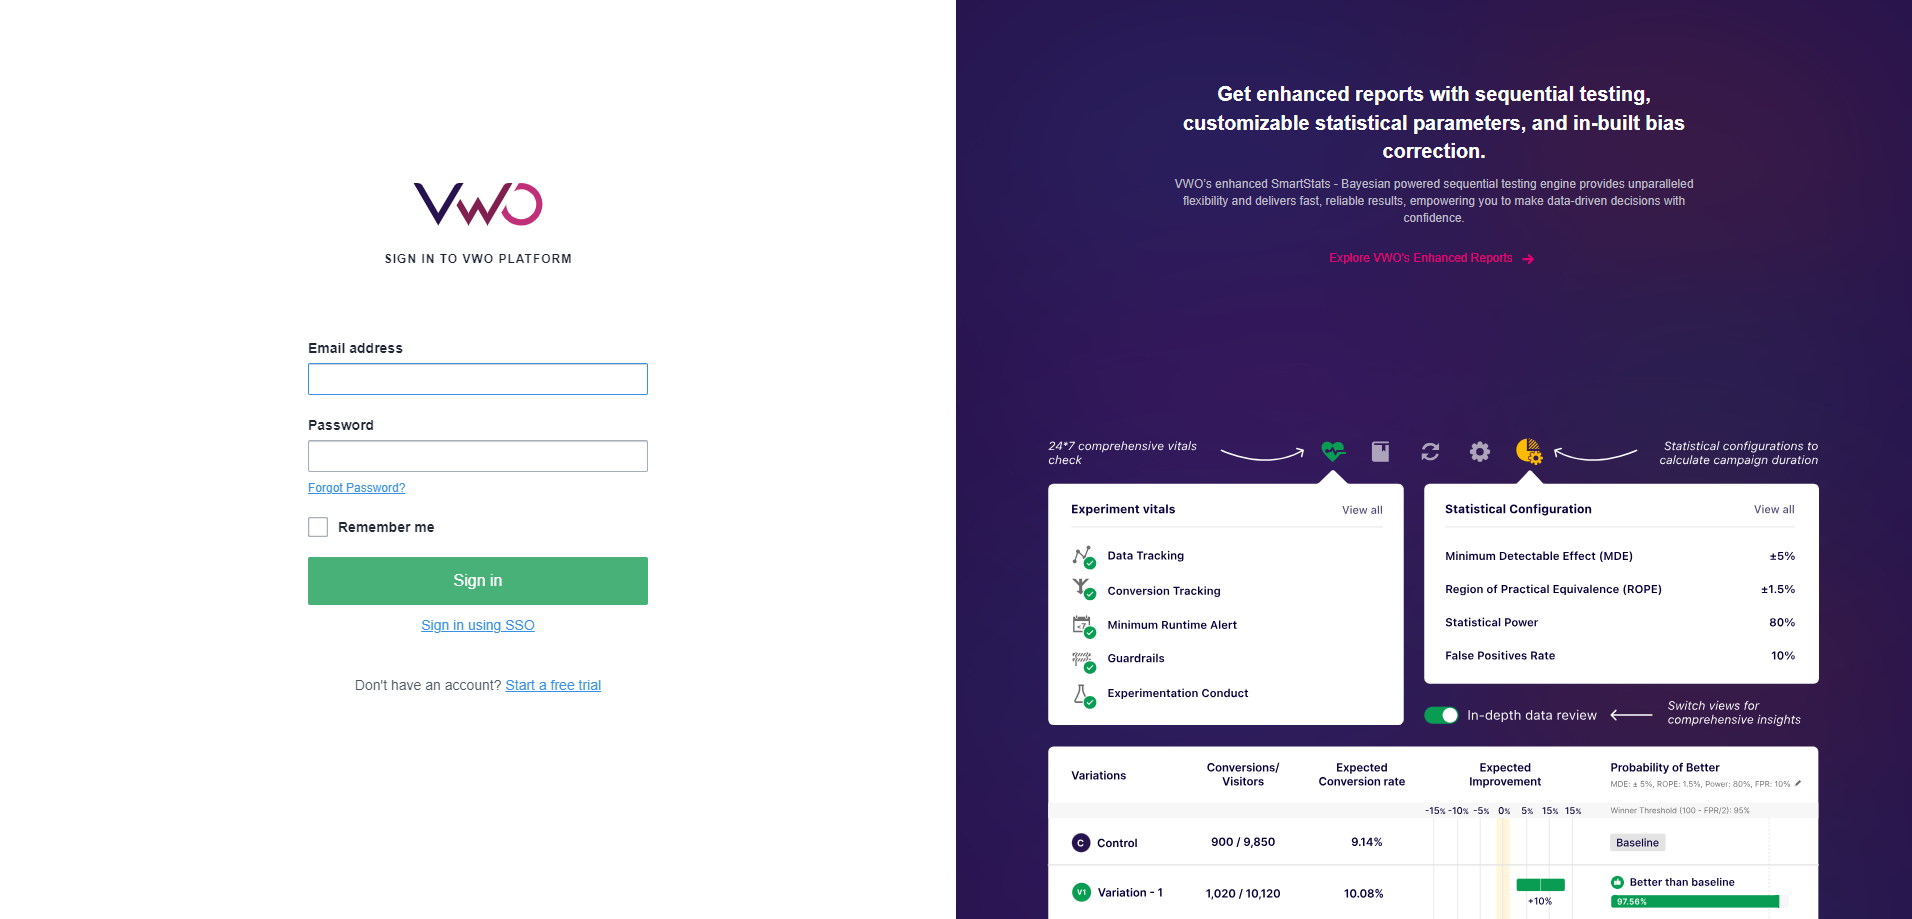 VWO
SIGN IN TO VWO PLATFORM
Email address
Password
Forgot Password?
Remember me
Sign in
Sign in using SSO
Don't have an account? Start a free trial
Get enhanced reports with sequential testing,
customizable statistical parameters, and in-built bias
correction.
VWO's enhanced SmartStats - Bayesian powered sequential testing engine provides unparalleled
flexibility and delivers fast, reliable results, empowering you to make data-driven decisions with
confidence.
Explore VWO's Enhanced Reports
24*7 comprehensive vitals
check
Statistical configurations to
calculate campaign duration
Experiment vitals View all
Data Tracking
Conversion Tracking
<7
Minimum Runtime Alert
Guardrails
Experimentation Conduct
Statistical Configuration View all
Minimum Detectable Effect (MDE) ±5%
Region of Practical Equivalence (ROPE) ±1.5%
Statistical Power 80%
False Positives Rate 10%
In-depth data review
Switch views for
comprehensive insights
Variations
Conversions/
Visitors
Expected
Conversion rate
Expected
Improvement
Probability of Better
MDE: ± 5%, ROPE: 1.5%, Power: 80%, FPR: 10%
-15% -10% -5% 0% 5% 15% 15%
Winner Threshold (100 - FPR/2): 95%
C Control 900 / 9,850 9.14% Baseline
V1 Variation - 1 1,020 / 10,120 10.08% +10% Better than baseline
97.56%